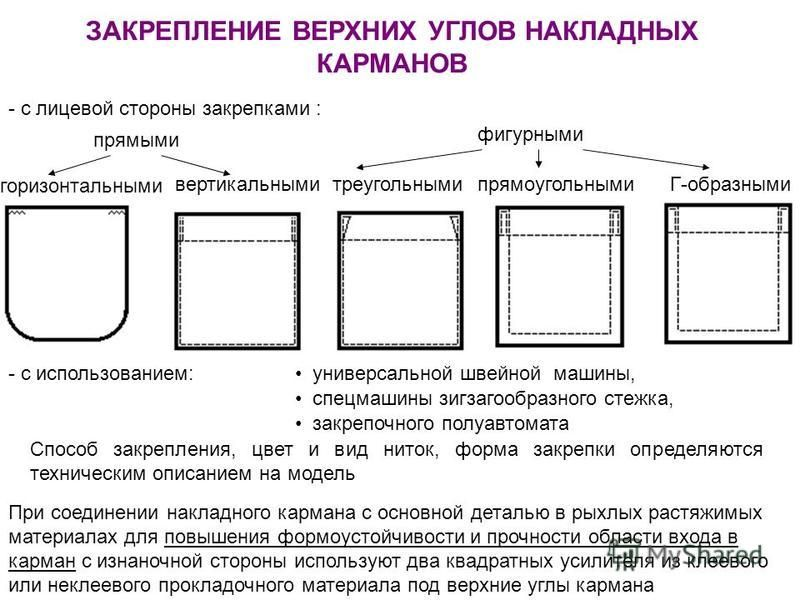 ЗАКРЕПЛЕНИЕ ВЕРХНИХ УГЛОВ НАКЛАДНЫХ
КАРМАНОВ
- с лицевой стороны закрепками :
прямыми
фигурными
горизонтальными
вертикальными
треугольными
прямоугольными
Г-образными
- с использованием:
• универсальной швейной машины,
• спецмашины зигзагообразного стежка,
• закрепочного полуавтомата
Способ закрепления, цвет и вид ниток, форма закрепки определяются
техническим описанием на модель
При соединении накладного кармана с основной деталью в рыхлых растяжимых
материалах для повышения формоустойчивости и прочности области входа в
карман с изнаночной стороны используют два квадратных усилителя из клеевого
или неклеевого прокладочного материала под верхние углы кармана
MyShared